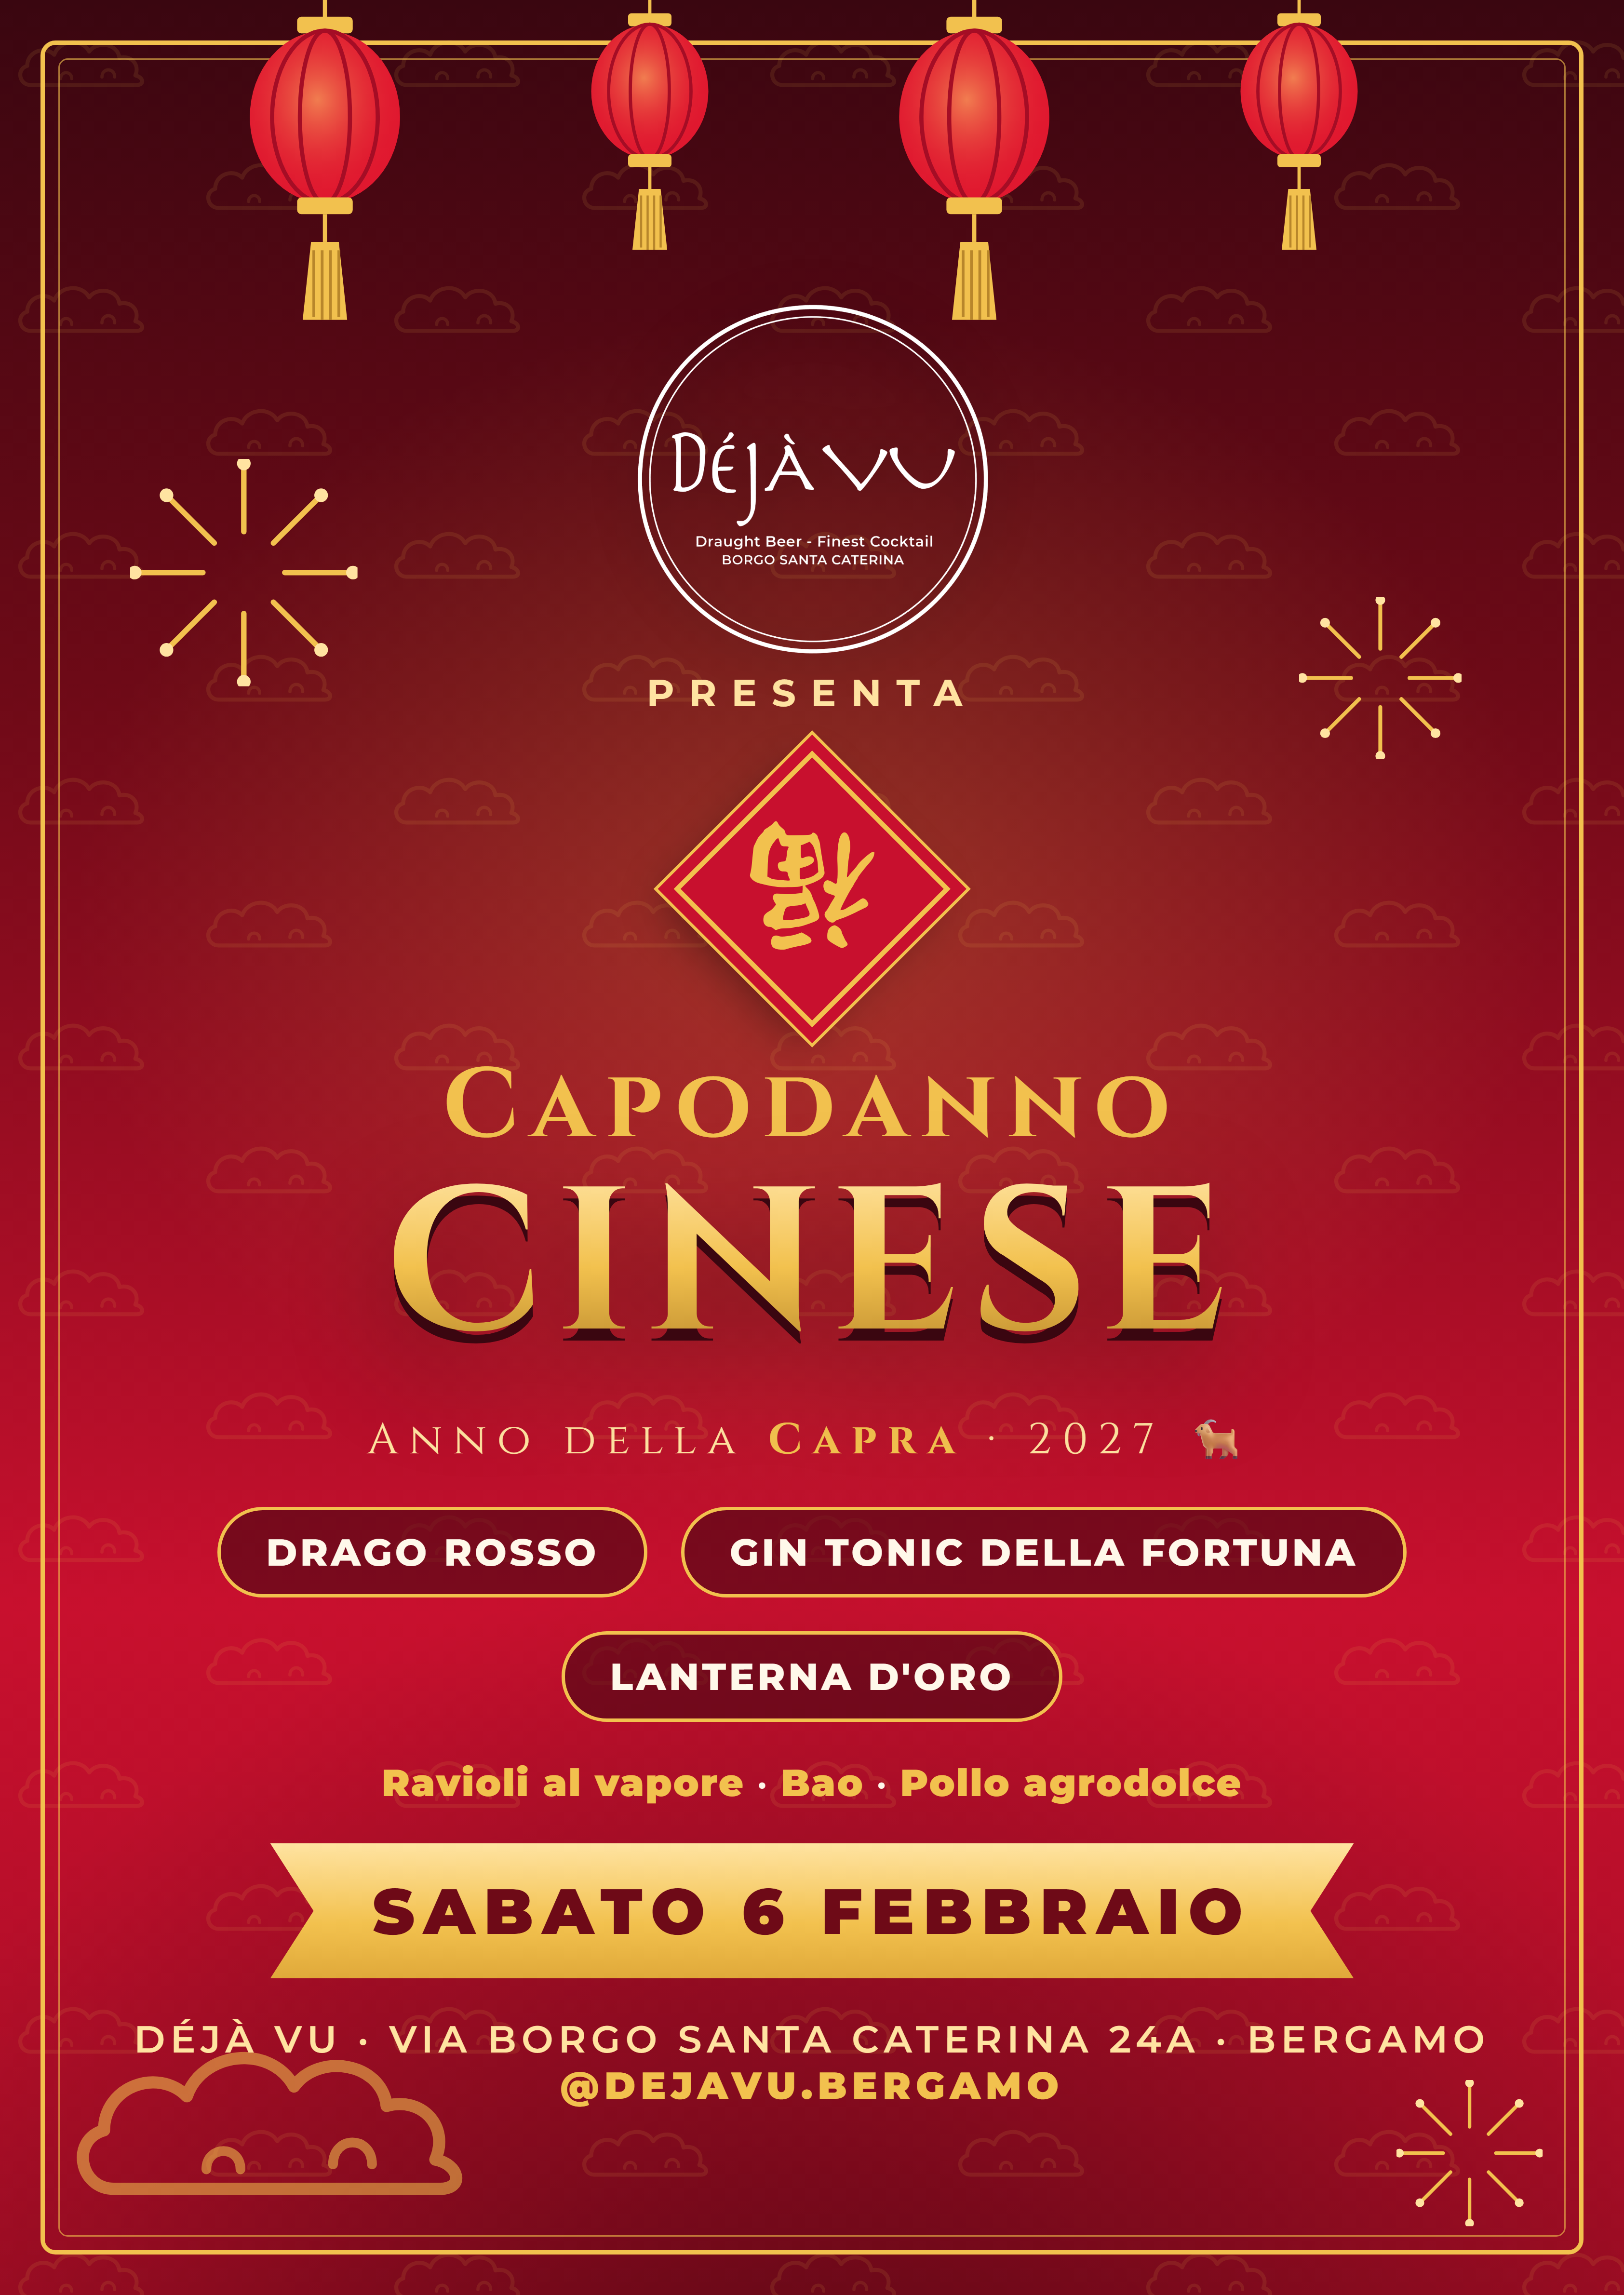 DÉJÀ VU
Draught Beer - Finest Cocktail
BORGO SANTA CATERINA
PRESENTA
福
CAPODANNO
CINESE
ANNO DELLA CAPRA · 2027 🐐
DRAGO ROSSO
GIN TONIC DELLA FORTUNA
LANTERNA D'ORO
Ravioli al vapore · Bao · Pollo agrodolce
SABATO 6 FEBBRAIO
DÉJÀ VU · VIA BORGO SANTA CATERINA 24A · BERGAMO
@DEJAVU.BERGAMO